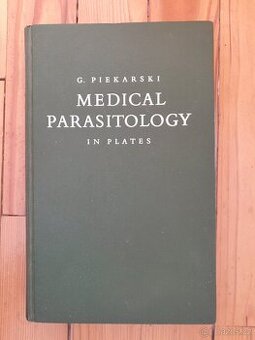 G. PIEKARSKI
MEDICAL
PARASITOLOGY
IN PLATES